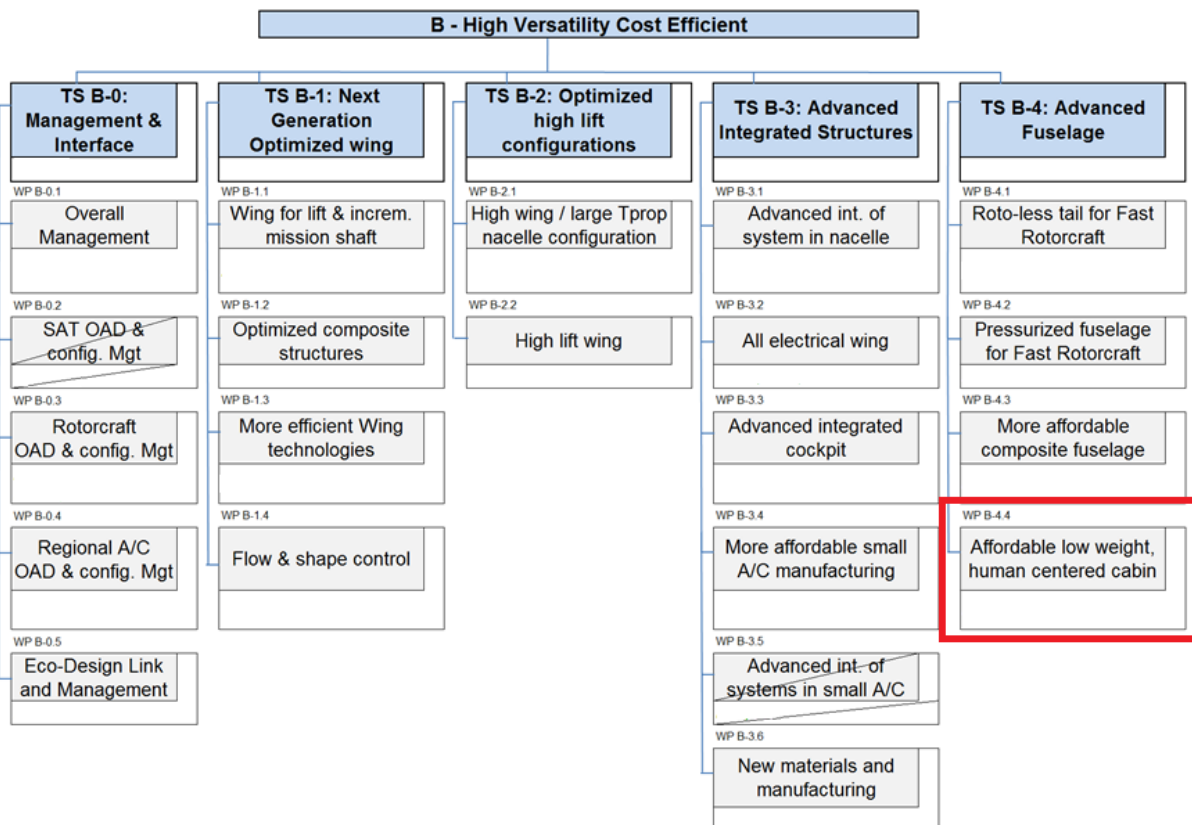 B - High Versatility Cost Efficient
TS B-0:
Management &
Interface
WP B-0.1
Overall
Management
WP B-0.2
SAT OAD &
config. Mgt
WP B-0.3
Rotorcraft
OAD & config. Mgt
WP B-0.4
Regional A/C
OAD & config. Mgt
WP B-0.5
Eco-Design Link
and Management
TS B-1: Next
Generation
Optimized wing
WP B-1.1
Wing for lift & increm.
mission shaft
WP B-1.2
Optimized composite
structures
WP B-1.3
More efficient Wing
technologies
WP B-1.4
Flow & shape control
TS B-2: Optimized
high lift
configurations
WP B-2.1
High wing / large Tprop
nacelle configuration
WP B-2.2
High lift wing
TS B-3: Advanced
Integrated Structures
WP B-3.1
Advanced int. of
system in nacelle
WP B-3.2
All electrical wing
WP B-3.3
Advanced integrated
cockpit
WP B-3.4
More affordable small
A/C manufacturing
WP B-3.5
Advanced int. of
systems in small A/C
WP B-3.6
New materials and
manufacturing
TS B-4: Advanced
Fuselage
WP B-4.1
Roto-less tail for Fast
Rotorcraft
WP B-4.2
Pressurized fuselage
for Fast Rotorcraft
WP B-4.3
More affordable
composite fuselage
WP B-4.4
Affordable low weight,
human centered cabin